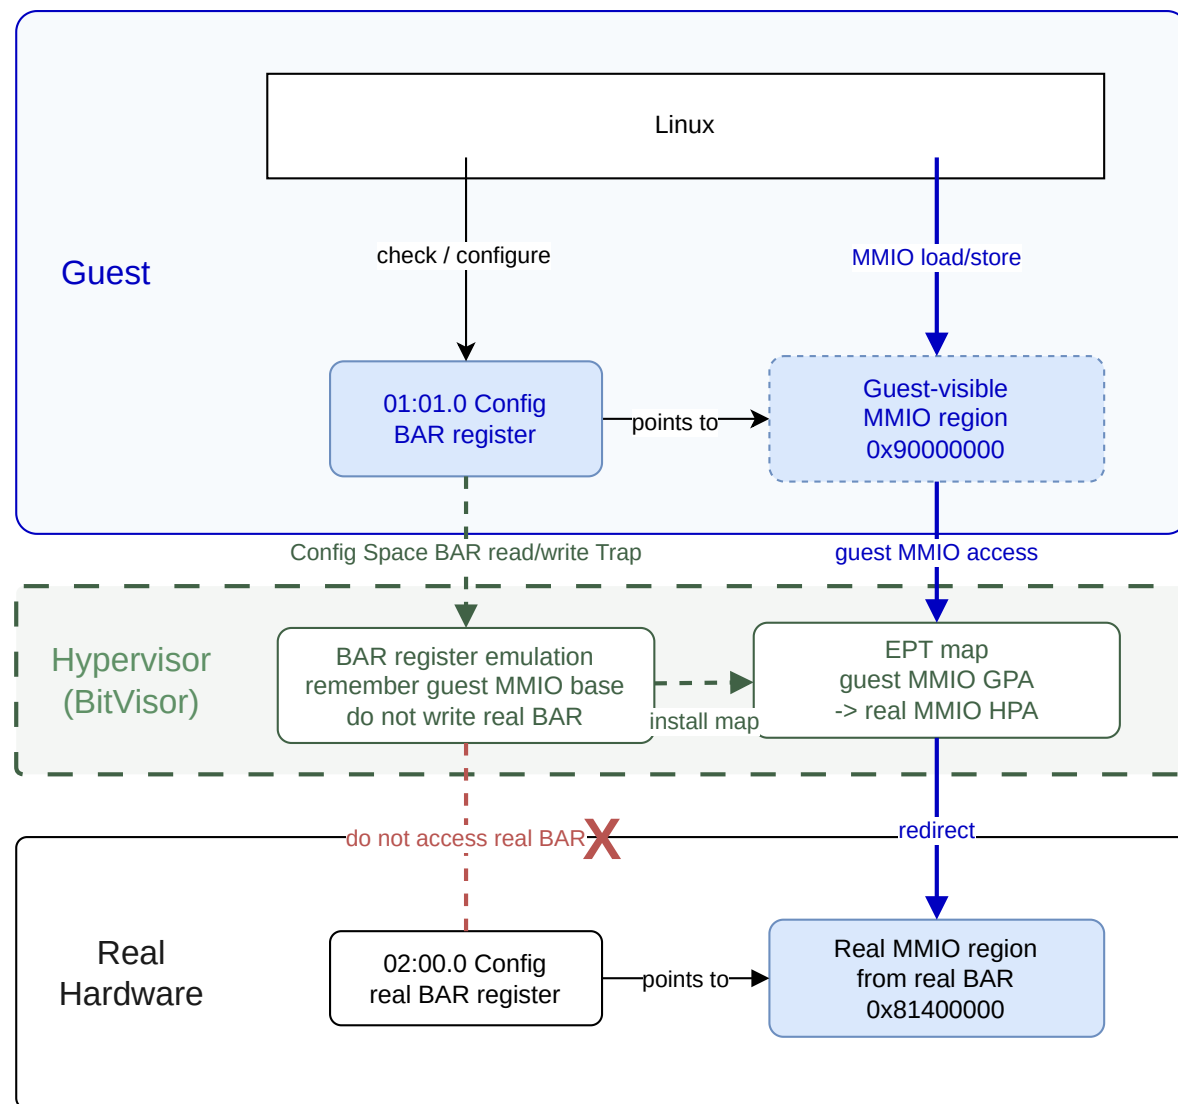 Linux
check / configure
MMIO load/store
Guest
01:01.0 Config
BAR register
points to
Guest-visible
MMIO region
0x90000000
Config Space BAR read/write Trap
guest MMIO access
Hypervisor
(BitVisor)
BAR register emulation
remember guest MMIO base
do not write real BAR
install map
EPT map
guest MMIO GPA
-> real MMIO HPA
do not access real BAR
X
redirect
Real
Hardware
02:00.0 Config
real BAR register
points to
Real MMIO region
from real BAR
0x81400000